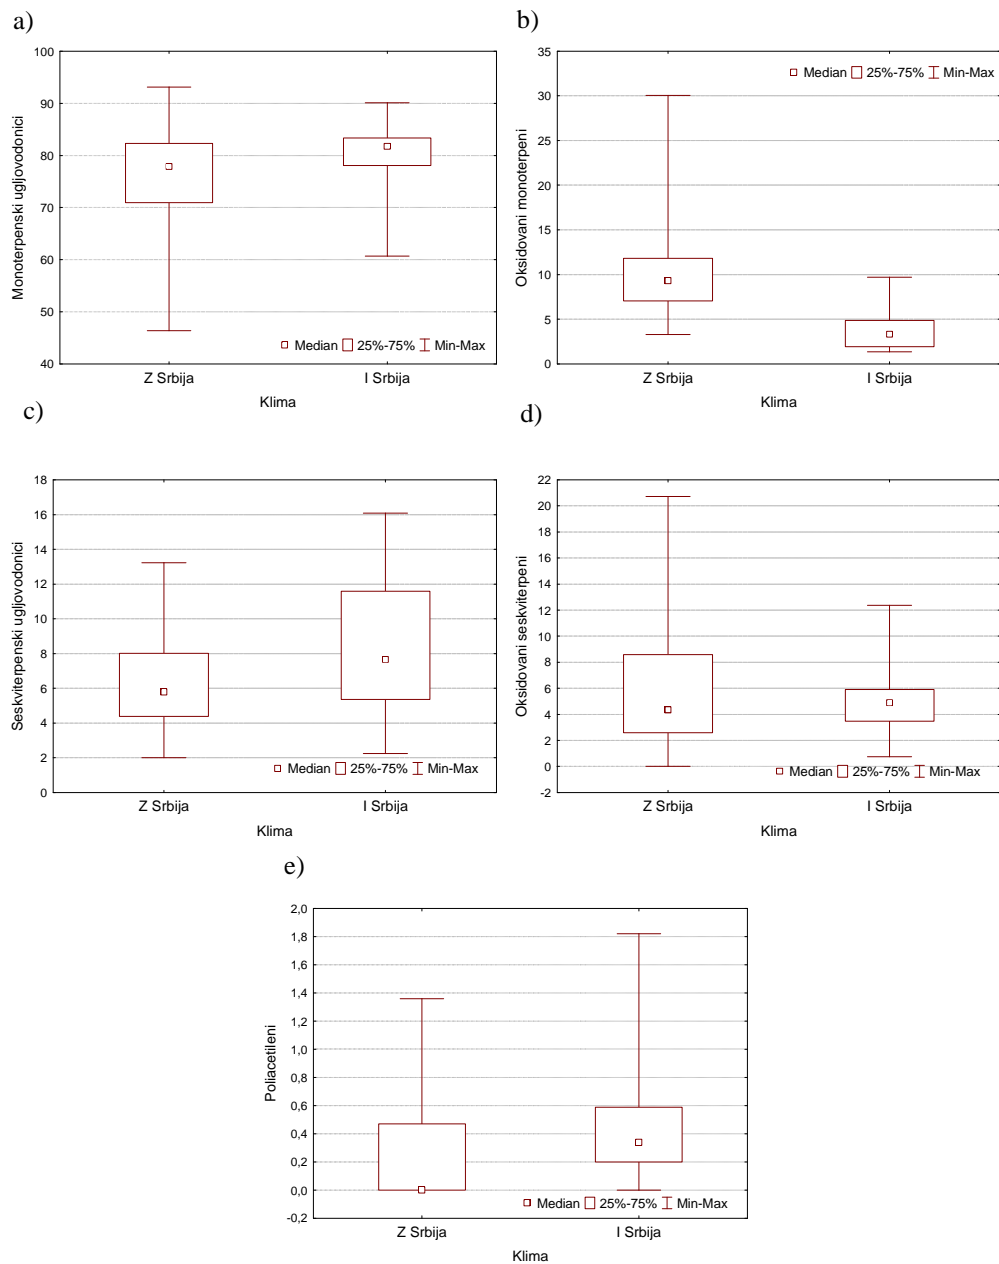 a)
Monoterpenski ugljovodonici
100
90
80
70
60
50
40
Median 25%-75% Min-Max
Z Srbija I Srbija
Klima
b)
Oksidovani monoterpeni
35
30
25
20
15
10
5
0
Median 25%-75% Min-Max
Z Srbija I Srbija
Klima
c)
Seskviterpenski ugljovodonici
18
16
14
12
10
8
6
4
2
0
Median 25%-75% Min-Max
Z Srbija I Srbija
Klima
d)
Oksidovani seskviterpeni
22
20
18
16
14
12
10
8
6
4
2
0
-2
Median 25%-75% Min-Max
Z Srbija I Srbija
Klima
e)
Poliacetileni
2,0
1,8
1,6
1,4
1,2
1,0
0,8
0,6
0,4
0,2
0,0
-0,2
Median 25%-75% Min-Max
Z Srbija I Srbija
Klima